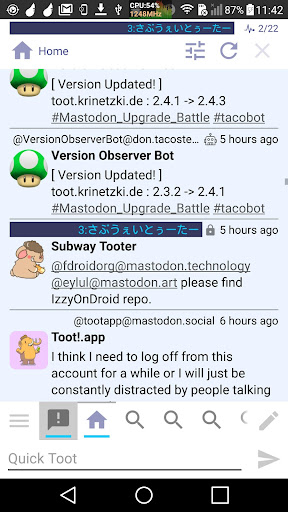 CPU:54%
1248MHz
87%
11:42
3:さぶうぇいとぅーたー
2/22
Home
[ Version Updated! ]
toot.krinetzki.de : 2.4.1 -> 2.4.3
#Mastodon_Upgrade_Battle #tacobot
@VersionObserverBot@don.tacoste... 5 hours ago
Version Observer Bot
[ Version Updated! ]
toot.krinetzki.de : 2.3.2 -> 2.4.1
#Mastodon_Upgrade_Battle #tacobot
3:さぶうぇいとぅーたー 5 hours ago
Subway Tooter
@fdroidorg@mastodon.technology
@eylul@mastodon.art please find
IzzyOnDroid repo.
@tootapp@mastodon.social 6 hours ago
Toot!.app
I think I need to log off from this
account for a while or I will just be
constantly distracted by people talking
Quick Toot